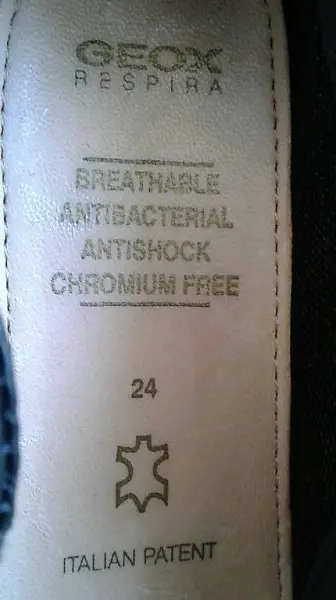 GEOX
RESPIRA
BREATHABLE
ANTIBACTERIAL
ANTISHOCK
CHROMIUM FREE
24
ITALIAN PATENT